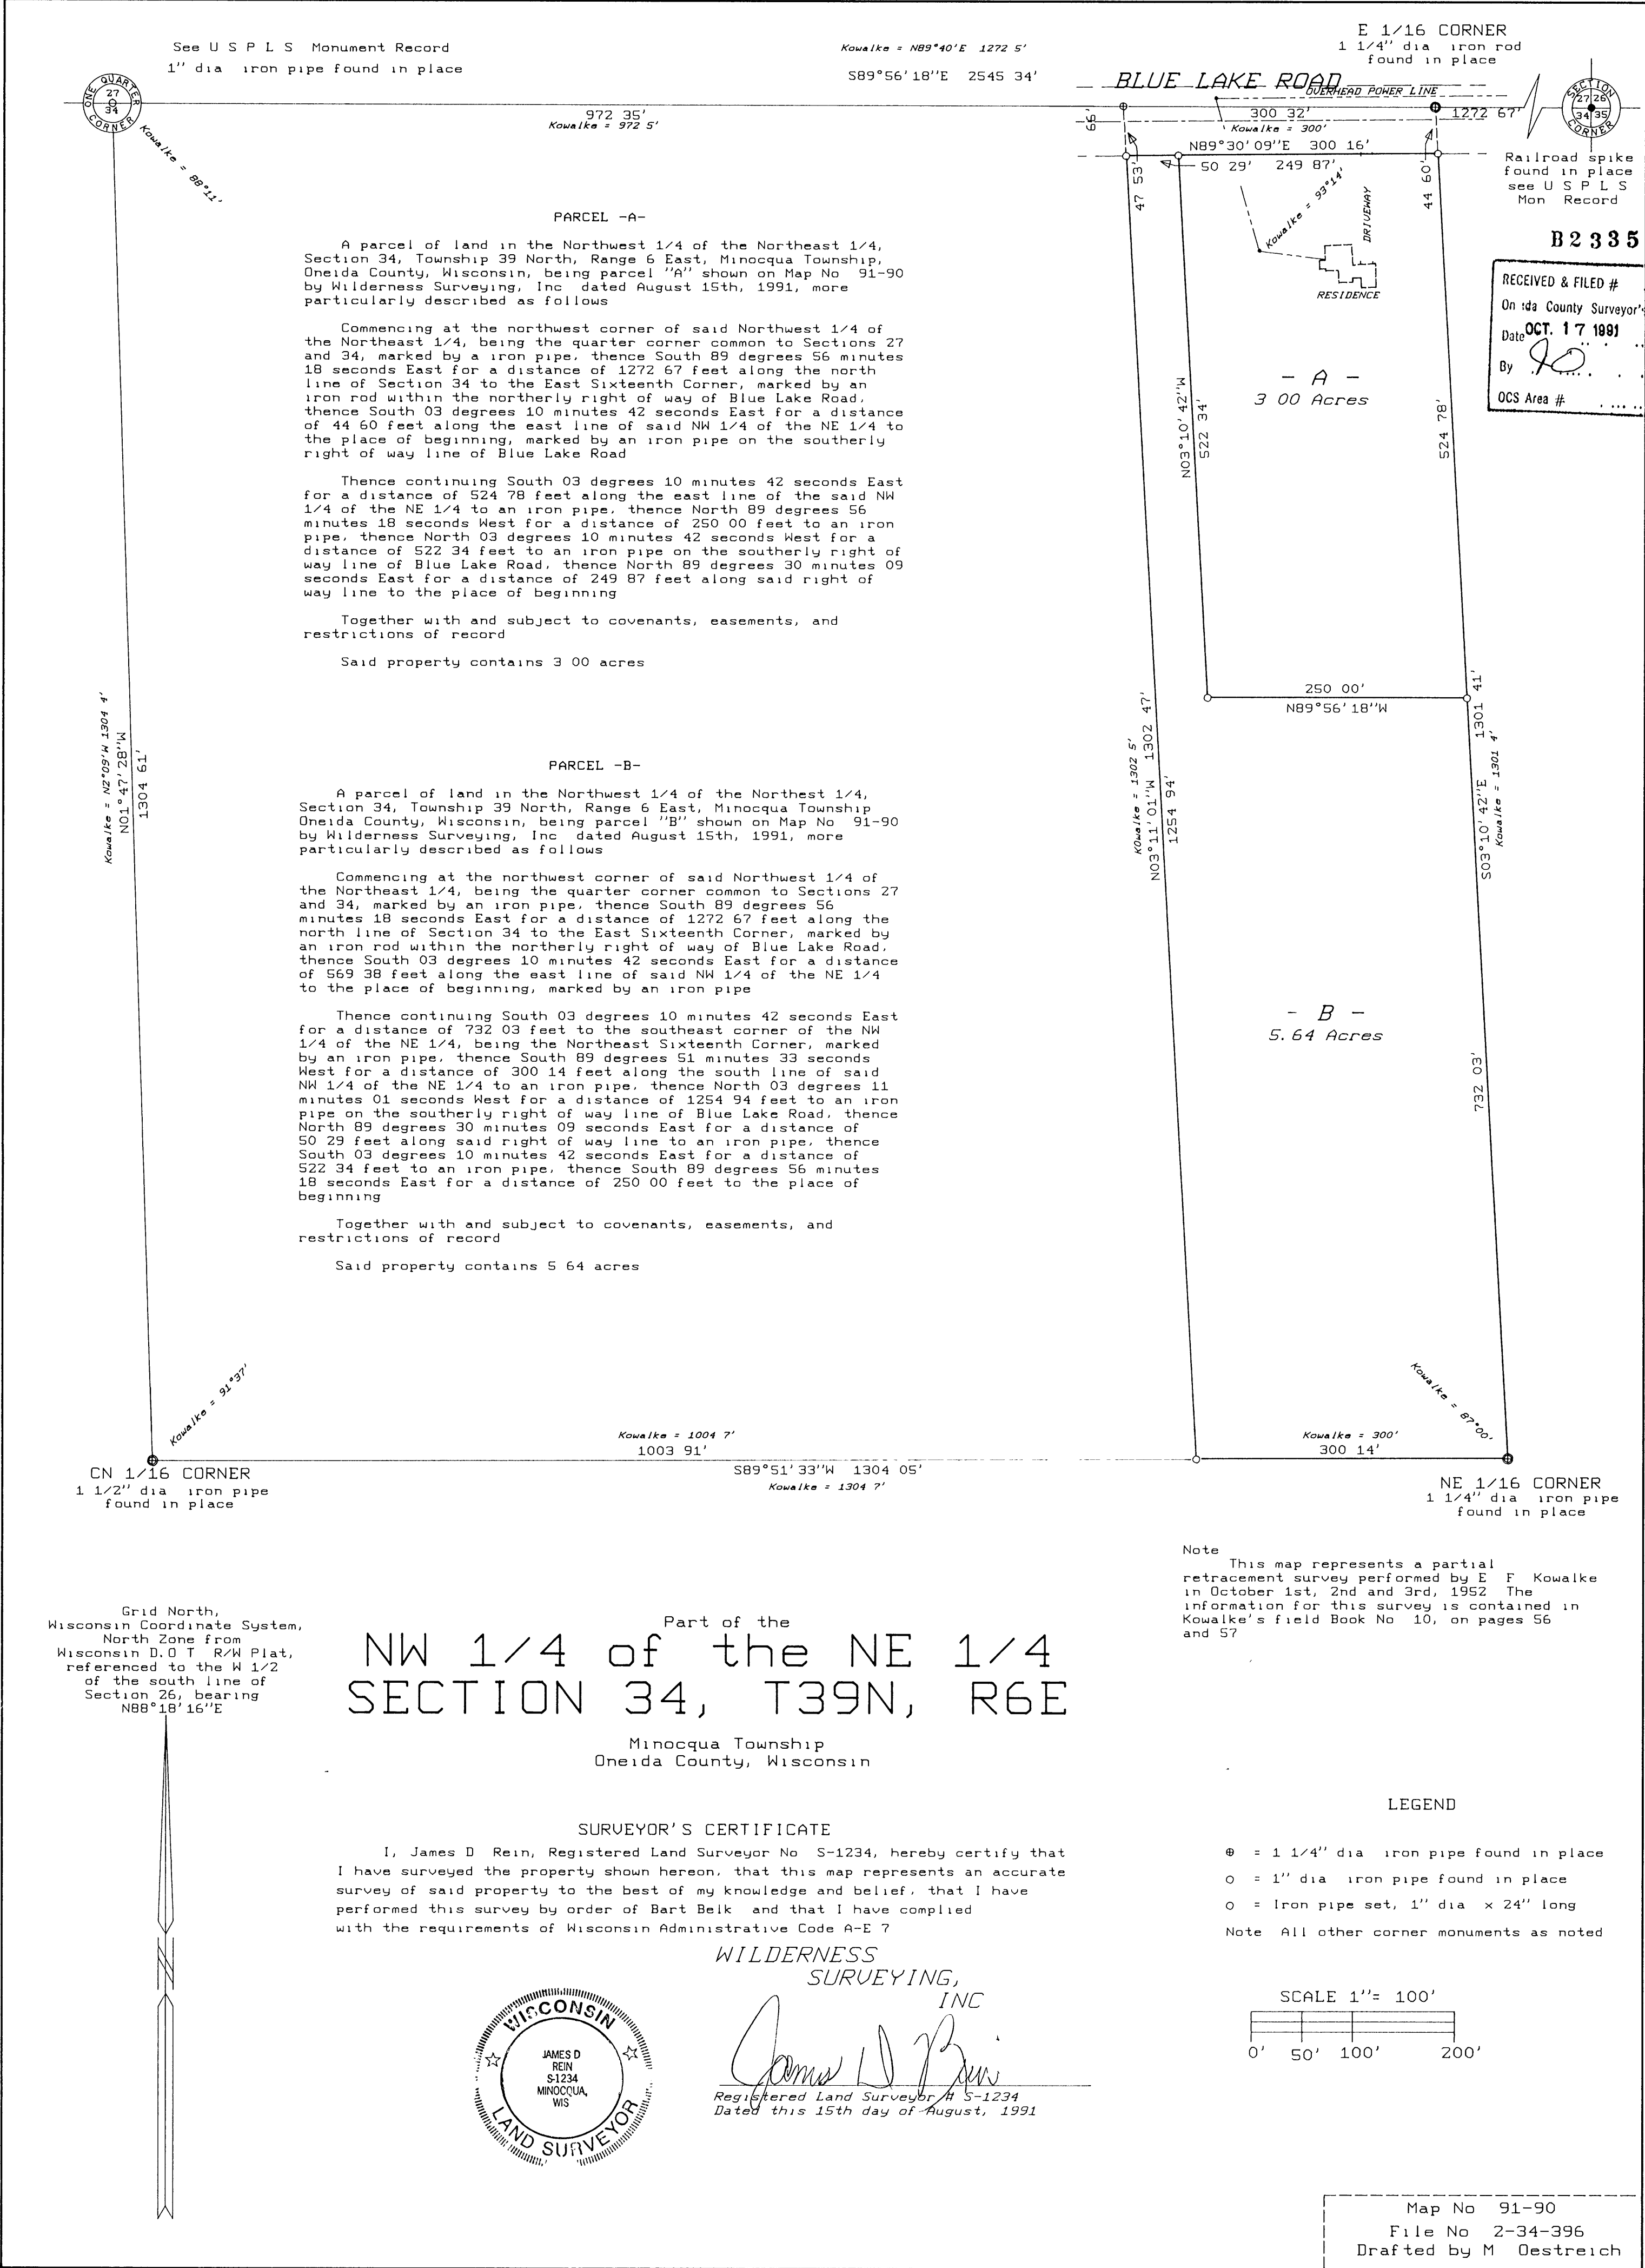 See U S P L S Monument Record
1" dia iron pipe found in place
Kowalke = N89°40'E 1272 5'
S89°56'18"E 2545 34'
E 1/16 CORNER
1 1/4" dia iron rod
found in place
BLUE LAKE ROAD
OVERHEAD POWER LINE
ONE QUARTER CORNER
27
34
972 35'
Kowalke = 972 5'
66'
300 32'
Kowalke = 300'
1272 67'
SECTION CORNER
27 26
34 35
N89°30'09"E 300 16'
50 29' 249 87'
47 53'
44 60'
Kowalke = 88°11'
Kowalke = 93°14'
DRIVEWAY
RESIDENCE
Railroad spike
found in place
see U S P L S
Mon Record
B2335
RECEIVED & FILED #
On ida County Surveyor's
Date OCT. 17 1991
By
OCS Area #
PARCEL -A-
A parcel of land in the Northwest 1/4 of the Northeast 1/4,
Section 34, Township 39 North, Range 6 East, Minocqua Township,
Oneida County, Wisconsin, being parcel "A" shown on Map No 91-90
by Wilderness Surveying, Inc dated August 15th, 1991, more
particularly described as follows
Commencing at the northwest corner of said Northwest 1/4 of
the Northeast 1/4, being the quarter corner common to Sections 27
and 34, marked by a iron pipe, thence South 89 degrees 56 minutes
18 seconds East for a distance of 1272 67 feet along the north
line of Section 34 to the East Sixteenth Corner, marked by an
iron rod within the northerly right of way of Blue Lake Road,
thence South 03 degrees 10 minutes 42 seconds East for a distance
of 44 60 feet along the east line of said NW 1/4 of the NE 1/4 to
the place of beginning, marked by an iron pipe on the southerly
right of way line of Blue Lake Road
Thence continuing South 03 degrees 10 minutes 42 seconds East
for a distance of 524 78 feet along the east line of the said NW
1/4 of the NE 1/4 to an iron pipe, thence North 89 degrees 56
minutes 18 seconds West for a distance of 250 00 feet to an iron
pipe, thence North 03 degrees 10 minutes 42 seconds West for a
distance of 522 34 feet to an iron pipe on the southerly right of
way line of Blue Lake Road, thence North 89 degrees 30 minutes 09
seconds East for a distance of 249 87 feet along said right of
way line to the place of beginning
Together with and subject to covenants, easements, and
restrictions of record
Said property contains 3 00 acres
- A -
3 00 Acres
N03°10'42"W
522 34'
524 78'
250 00'
N89°56'18"W
Kowalke = N2°09'W 1304 4'
N01°47'28"W
1304 61'
Kowalke = 1302 5'
N03°11'01"W 1302 47'
1254 94'
S03°10'42"E 1301 41'
Kowalke = 1301 4'
PARCEL -B-
A parcel of land in the Northwest 1/4 of the Northest 1/4,
Section 34, Township 39 North, Range 6 East, Minocqua Township
Oneida County, Wisconsin, being parcel "B" shown on Map No 91-90
by Wilderness Surveying, Inc dated August 15th, 1991, more
particularly described as follows
Commencing at the northwest corner of said Northwest 1/4 of
the Northeast 1/4, being the quarter corner common to Sections 27
and 34, marked by an iron pipe, thence South 89 degrees 56
minutes 18 seconds East for a distance of 1272 67 feet along the
north line of Section 34 to the East Sixteenth Corner, marked by
an iron rod within the northerly right of way of Blue Lake Road,
thence South 03 degrees 10 minutes 42 seconds East for a distance
of 569 38 feet along the east line of said NW 1/4 of the NE 1/4
to the place of beginning, marked by an iron pipe
Thence continuing South 03 degrees 10 minutes 42 seconds East
for a distance of 732 03 feet to the southeast corner of the NW
1/4 of the NE 1/4, being the Northeast Sixteenth Corner, marked
by an iron pipe, thence South 89 degrees 51 minutes 33 seconds
West for a distance of 300 14 feet along the south line of said
NW 1/4 of the NE 1/4 to an iron pipe, thence North 03 degrees 11
minutes 01 seconds West for a distance of 1254 94 feet to an iron
pipe on the southerly right of way line of Blue Lake Road, thence
North 89 degrees 30 minutes 09 seconds East for a distance of
50 29 feet along said right of way line to an iron pipe, thence
South 03 degrees 10 minutes 42 seconds East for a distance of
522 34 feet to an iron pipe, thence South 89 degrees 56 minutes
18 seconds East for a distance of 250 00 feet to the place of
beginning
Together with and subject to covenants, easements, and
restrictions of record
Said property contains 5 64 acres
- B -
5.64 Acres
732 03'
Kowalke = 91°37'
Kowalke = 87°00'
Kowalke = 1004 7'
1003 91'
S89°51'33"W 1304 05'
Kowalke = 1304 7'
Kowalke = 300'
300 14'
CN 1/16 CORNER
1 1/2" dia iron pipe
found in place
NE 1/16 CORNER
1 1/4" dia iron pipe
found in place
Note
This map represents a partial
retracement survey performed by E F Kowalke
in October 1st, 2nd and 3rd, 1952 The
information for this survey is contained in
Kowalke's field Book No 10, on pages 56
and 57
Grid North,
Wisconsin Coordinate System,
North Zone from
Wisconsin D.O T R/W Plat,
referenced to the W 1/2
of the south line of
Section 26, bearing
N88°18'16"E
Part of the
NW 1/4 of the NE 1/4
SECTION 34, T39N, R6E
Minocqua Township
Oneida County, Wisconsin
SURVEYOR'S CERTIFICATE
I, James D Rein, Registered Land Surveyor No S-1234, hereby certify that
I have surveyed the property shown hereon, that this map represents an accurate
survey of said property to the best of my knowledge and belief, that I have
performed this survey by order of Bart Belk and that I have complied
with the requirements of Wisconsin Administrative Code A-E 7
WILDERNESS
SURVEYING,
INC
WISCONSIN
JAMES D
REIN
S-1234
MINOCQUA,
WIS
LAND SURVEYOR
Registered Land Surveyor # S-1234
Dated this 15th day of August, 1991
LEGEND
⊕ = 1 1/4" dia iron pipe found in place
O = 1" dia iron pipe found in place
O = Iron pipe set, 1" dia x 24" long
Note All other corner monuments as noted
SCALE 1"= 100'
0' 50' 100' 200'
Map No 91-90
File No 2-34-396
Drafted by M Oestreich